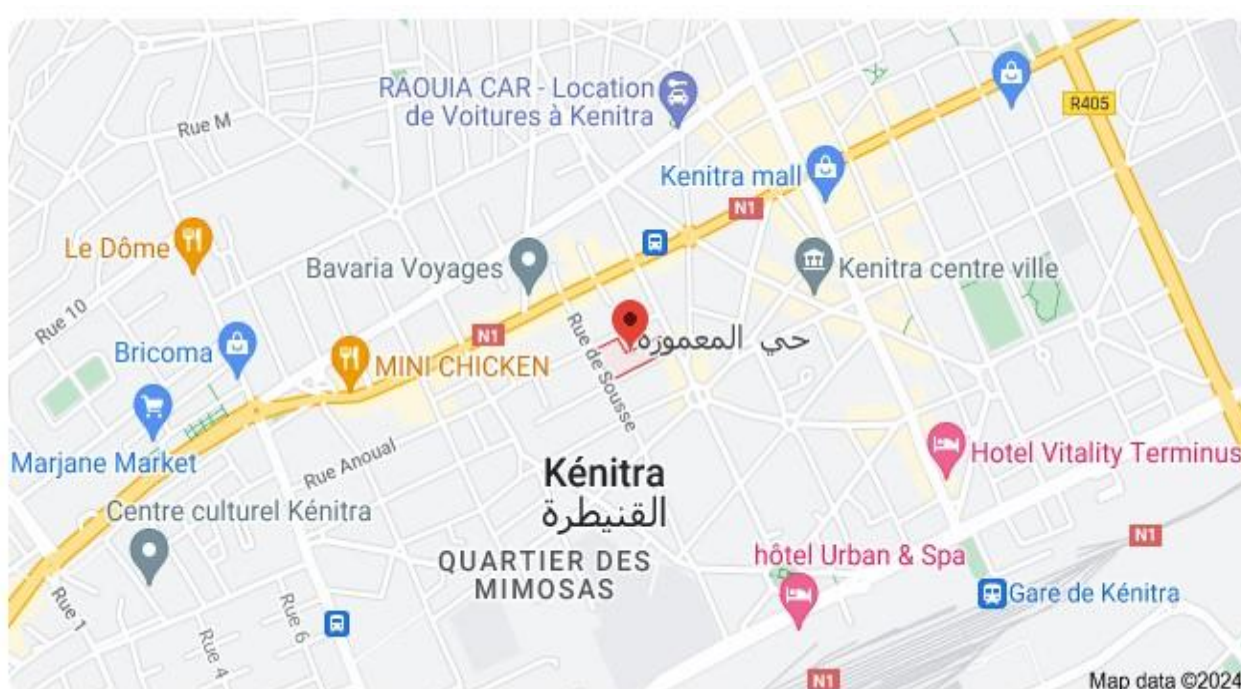 RAOUIA CAR - Location
de Voitures à Kenitra
R405
Rue M
Kenitra mall
N1
Le Dôme
Bavaria Voyages
Kenitra centre ville
Rue 10
N1
Rue de Sousse
حي المعمورة
Bricoma
MINI CHICKEN
Marjane Market
Rue Anoual
Hotel Vitality Terminus
Kénitra
القنيطرة
Centre culturel Kénitra
N1
QUARTIER DES
MIMOSAS
hôtel Urban & Spa
Gare de Kénitra
Rue 1
Rue 6
Rue 4
N1
Map data ©2024